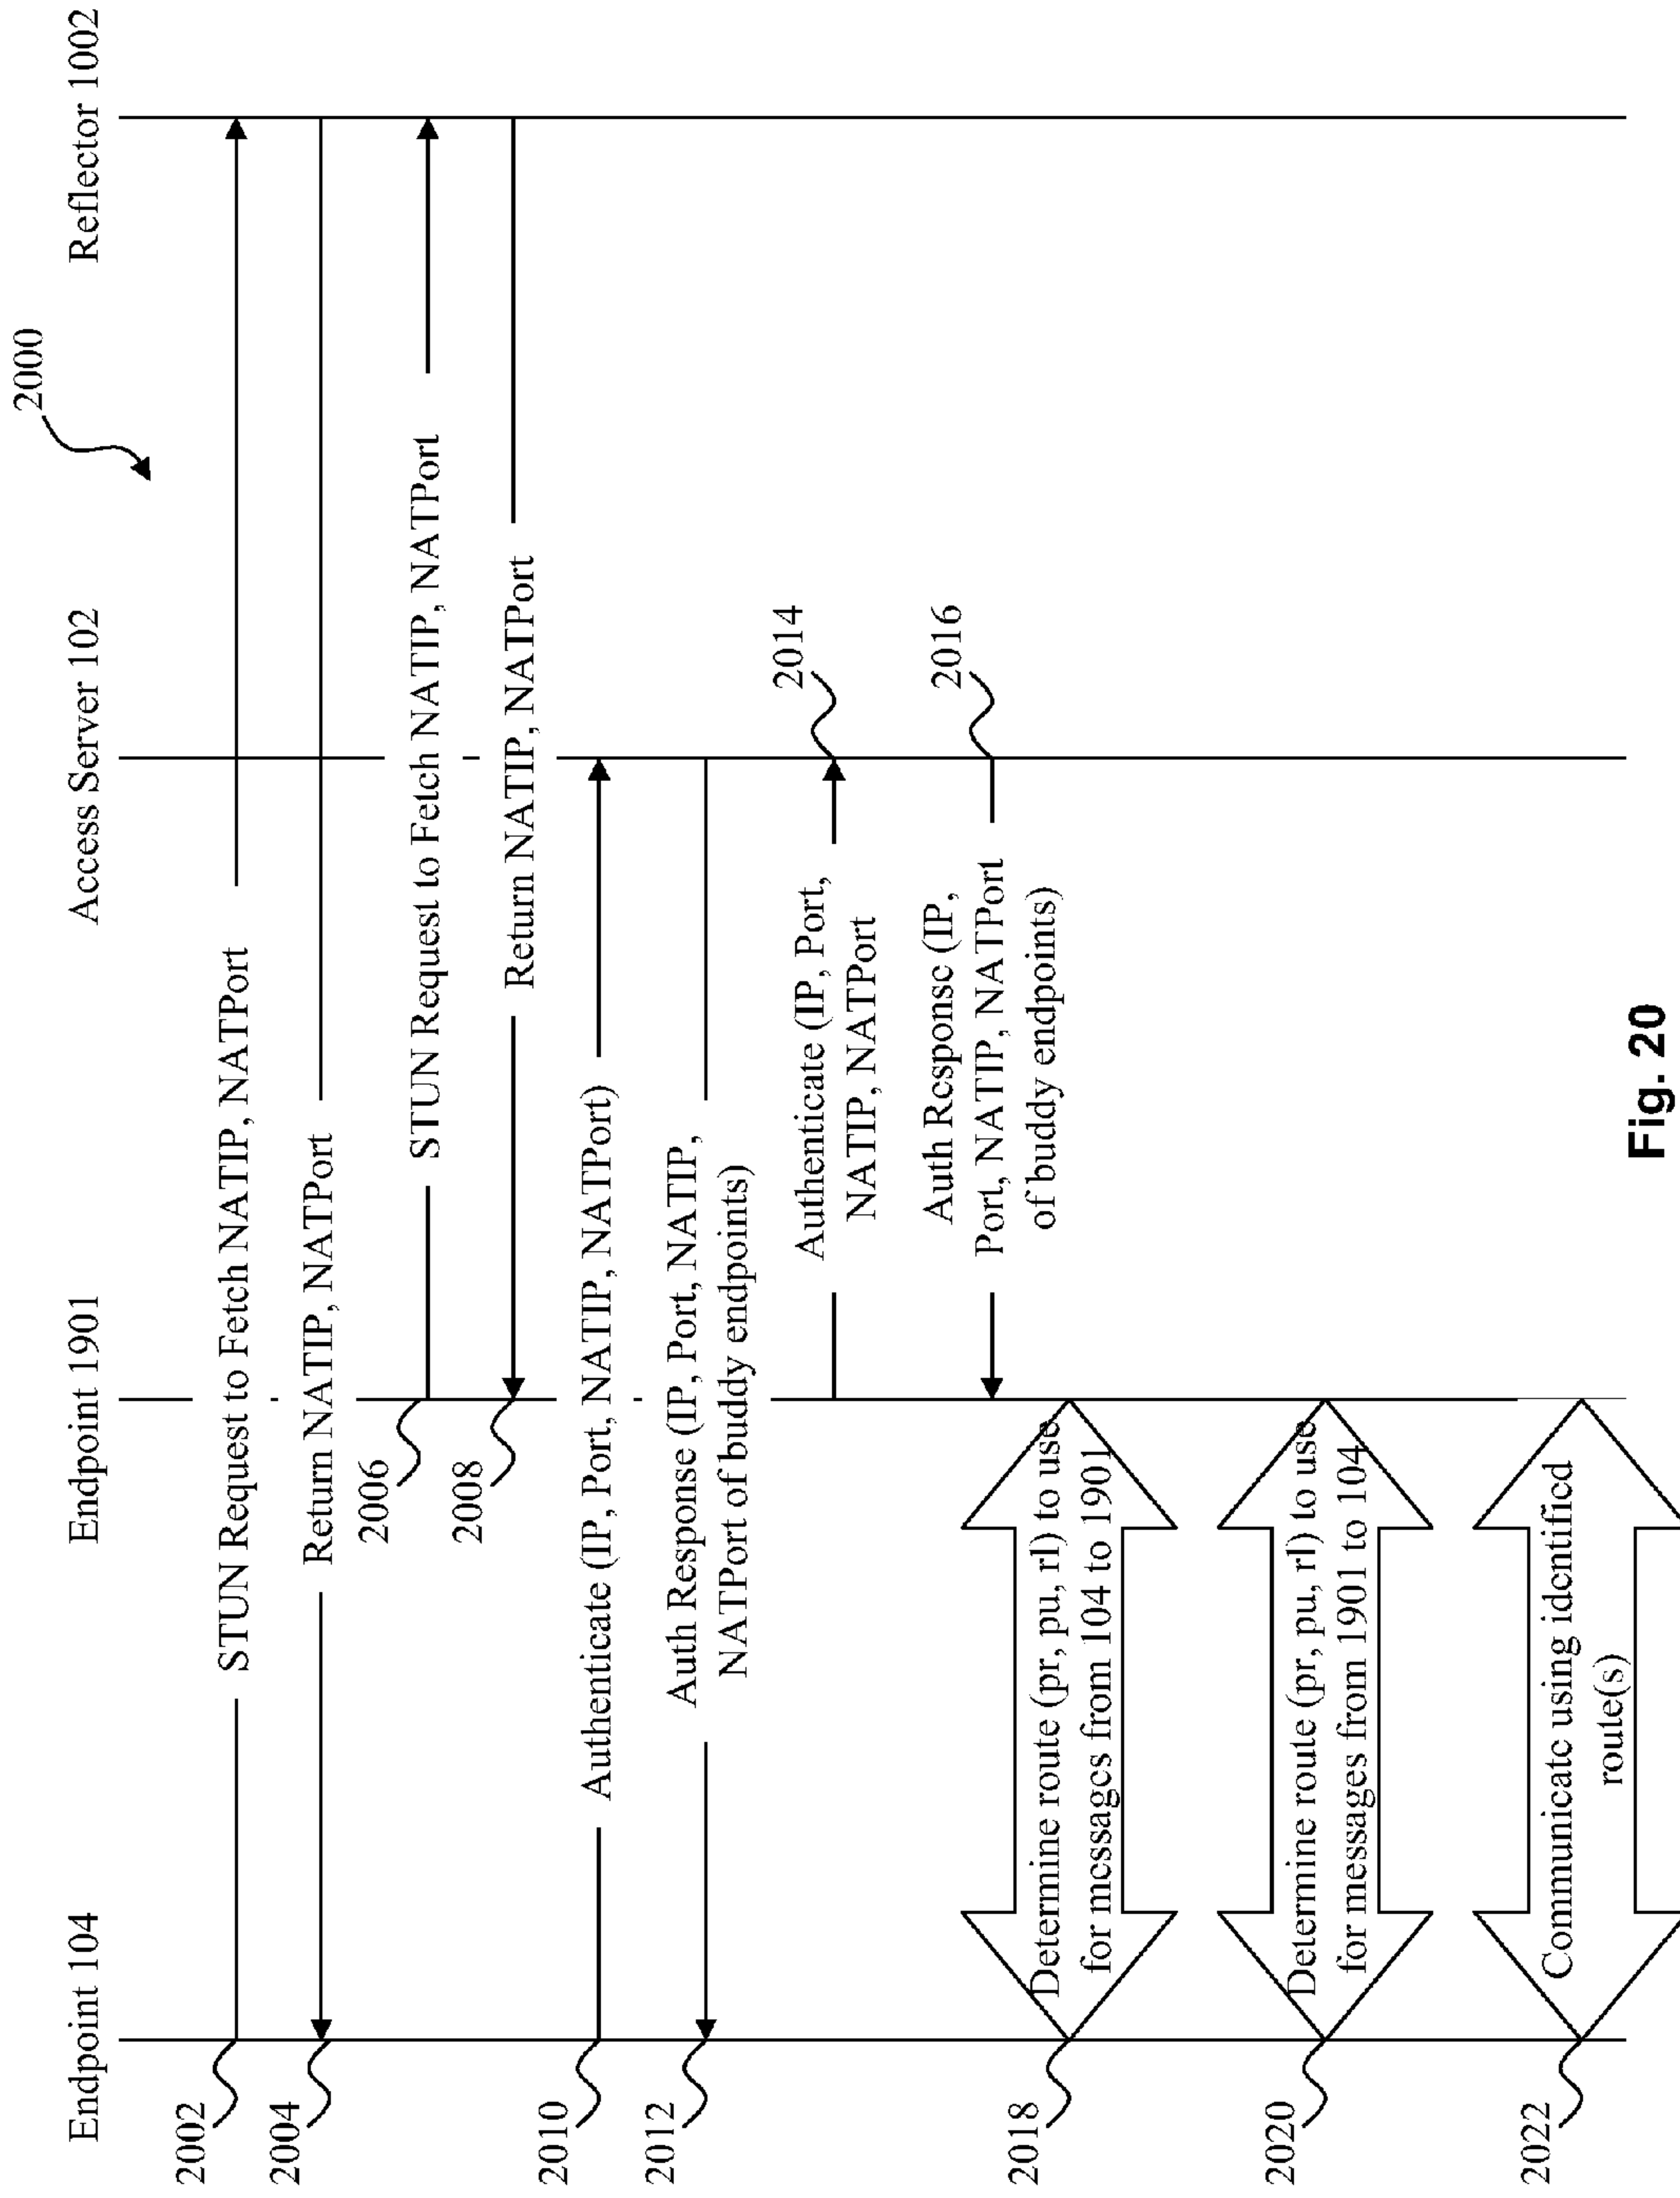 2000
Endpoint 104
Endpoint 1901
Access Server 102
Reflector 1002
2002
STUN Request to Fetch NATIP, NATPort
2004
Return NATIP, NATPort
2006
STUN Request to Fetch NATIP, NATPort
2008
Return NATIP, NATPort
2010
Authenticate (IP, Port, NATIP, NATPort)
2012
Auth Response (IP, Port, NATIP,
NATPort of buddy endpoints)
Authenticate (IP, Port,
NATIP, NATPort
2014
Auth Response (IP,
Port, NATIP, NATPort
of buddy endpoints)
2016
2018
Determine route (pr, pu, rl) to use
for messages from 104 to 1901
2020
Determine route (pr, pu, rl) to use
for messages from 1901 to 104
2022
Communicate using identified
route(s)
Fig. 20